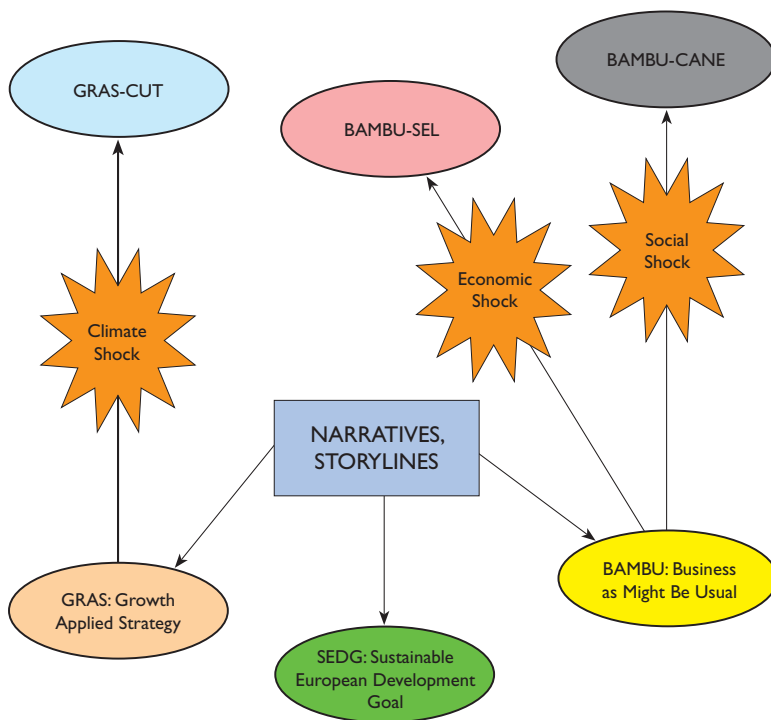 BAMBU-CANE
GRAS-CUT
BAMBU-SEL
Social
Shock
Economic
Shock
Climate
Shock
NARRATIVES,
STORYLINES
BAMBU: Business
as Might Be Usual
GRAS: Growth
Applied Strategy
SEDG: Sustainable
European Development
Goal